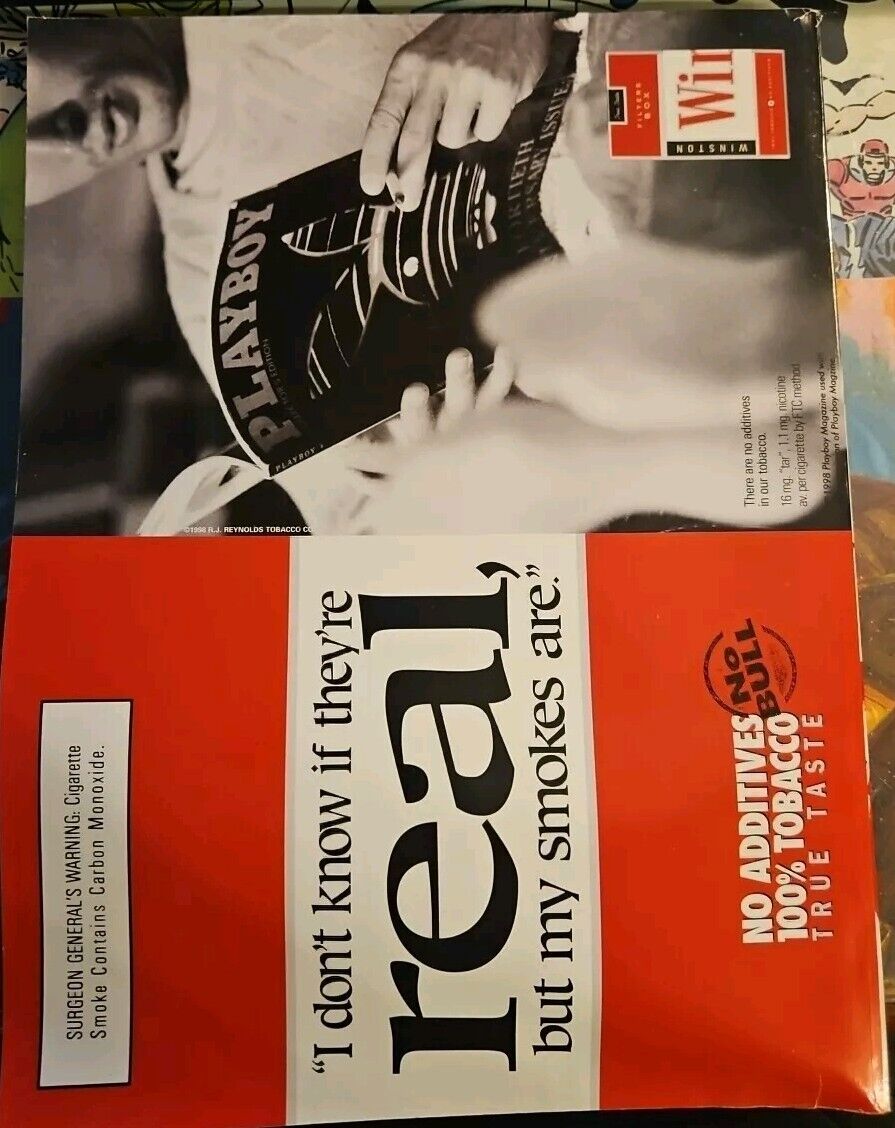 SURGEON GENERAL'S WARNING: Cigarette
Smoke Contains Carbon Monoxide.
"I don't know if they're
real,
but my smokes are."
No
BULL
NO ADDITIVES
100% TOBACCO
TRUE TASTE
©1998 R.J. REYNOLDS TOBACCO CO
PLAYBOY
EDITION
PLAYBOY
ISSUE
FILTERS
BOX
Win
WINSTON
There are no additives
in our tobacco.
16 mg. "tar", 1.1 mg. nicotine
av. per cigarette by FTC method
1998 Playboy Magazine used with
of Playboy Magazine